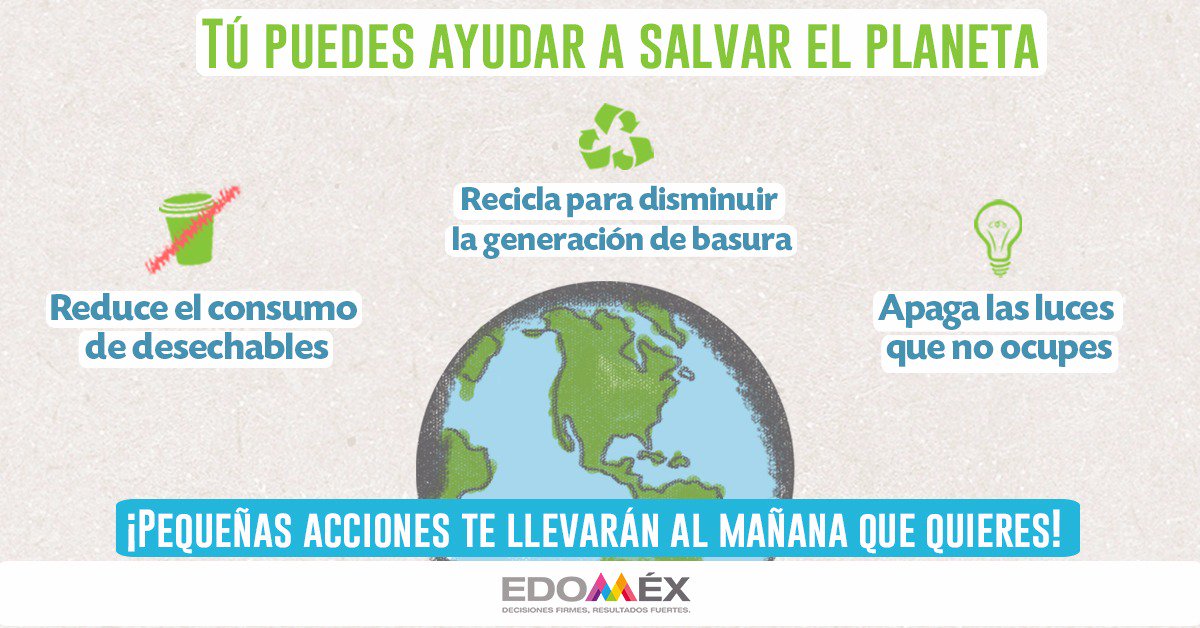 TÚ PUEDES AYUDAR A SALVAR EL PLANETA
Recicla para disminuir
la generación de basura
Reduce el consumo
de desechables
Apaga las luces
que no ocupes
¡PEQUEÑAS ACCIONES TE LLEVARÁN AL MAÑANA QUE QUIERES!
EDOMÉX
DECISIONES FIRMES, RESULTADOS FUERTES.